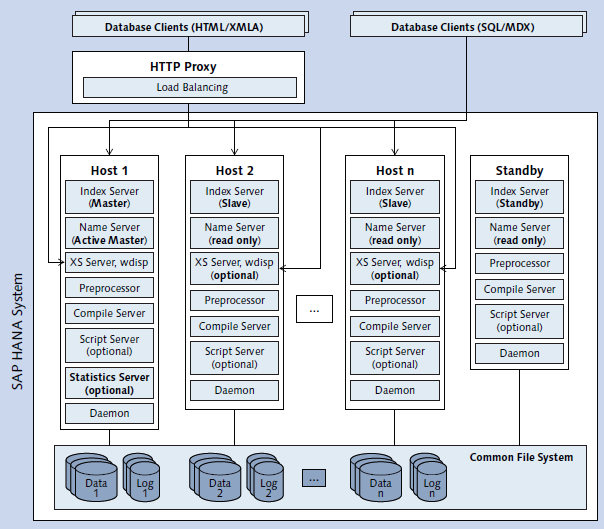 Database Clients (HTML/XMLA)
Database Clients (SQL/MDX)
HTTP Proxy
Load Balancing
SAP HANA System
Host 1
Index Server
(Master)
Name Server
(Active Master)
XS Server, wdisp
Preprocessor
Compile Server
Script Server
(optional)
Statistics Server
(optional)
Daemon
Host 2
Index Server
(Slave)
Name Server
(read only)
XS Server, wdisp
(optional)
Preprocessor
Compile Server
Script Server
(optional)
Daemon
...
Host n
Index Server
(Slave)
Name Server
(read only)
XS Server, wdisp
(optional)
Preprocessor
Compile Server
Script Server
(optional)
Daemon
Standby
Index Server
(Standby)
Name Server
(read only)
Preprocessor
Compile Server
Script Server
(optional)
Daemon
Common File System
Data
1
Log
1
Data
2
Log
2
...
Data
n
Log
n